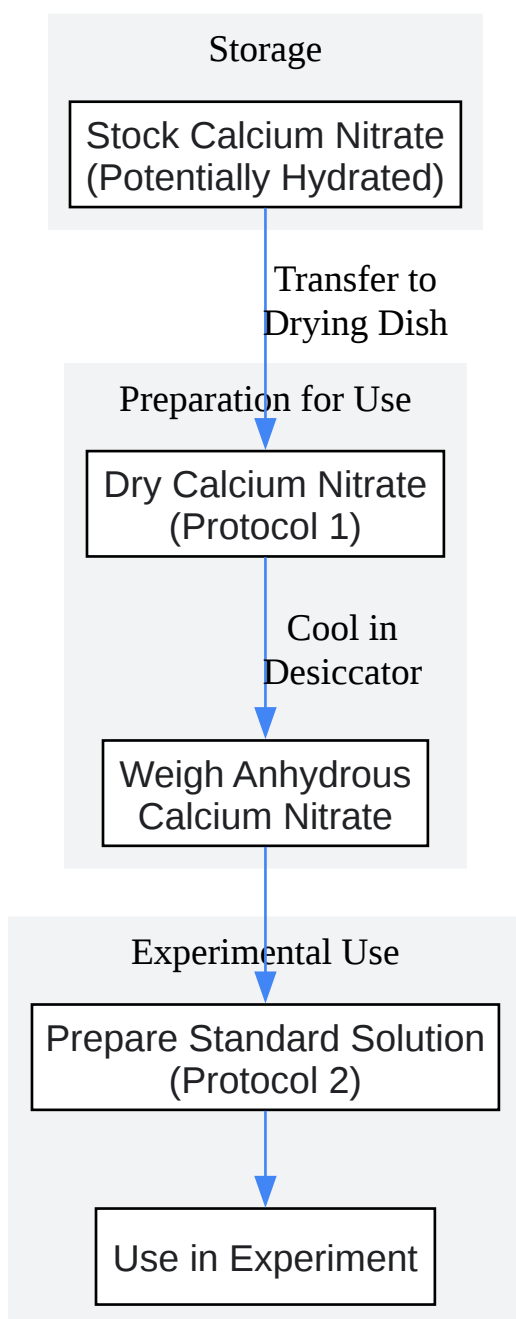 Storage
Stock Calcium Nitrate
(Potentially Hydrated)
Transfer to
Drying Dish
Preparation for Use
Dry Calcium Nitrate
(Protocol 1)
Cool in
Desiccator
Weigh Anhydrous
Calcium Nitrate
Experimental Use
Prepare Standard Solution
(Protocol 2)
Use in Experiment